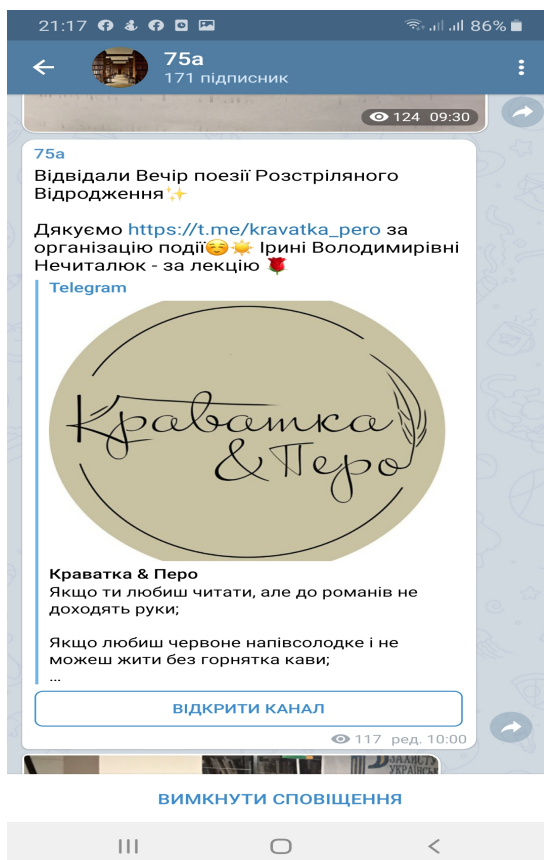 21:17
86%
75а
171 підписник
124 09:30
75а
Відвідали Вечір поезії Розстріляного
Відродження✨
Дякуємо https://t.me/kravatka_pero за
організацію події☺️☀️ Ірині Володимирівні
Нечиталюк - за лекцію 🌹
Telegram
Краватка
& Перо
Краватка & Перо
Якщо ти любиш читати, але до романів не
доходять руки;
Якщо любиш червоне напівсолодке і не
можеш жити без горнятка кави;
...
ВІДКРИТИ КАНАЛ
117 ред. 10:00
ВИМКНУТИ СПОВІЩЕННЯ